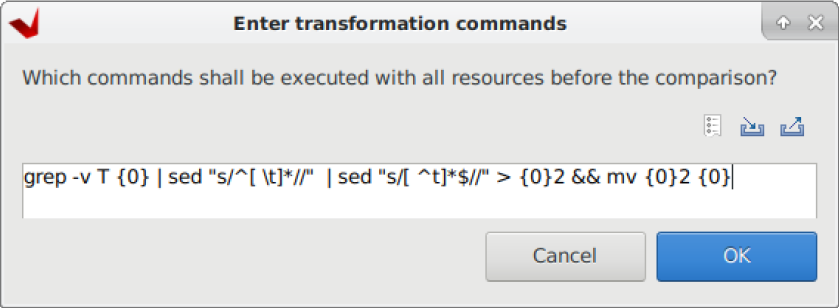 Enter transformation commands
Which commands shall be executed with all resources before the comparison?
grep -v T {0} | sed "s/^[ \t]*//"  | sed "s/[ ^t]*$//" > {0}2 && mv {0}2 {0}
Cancel
OK